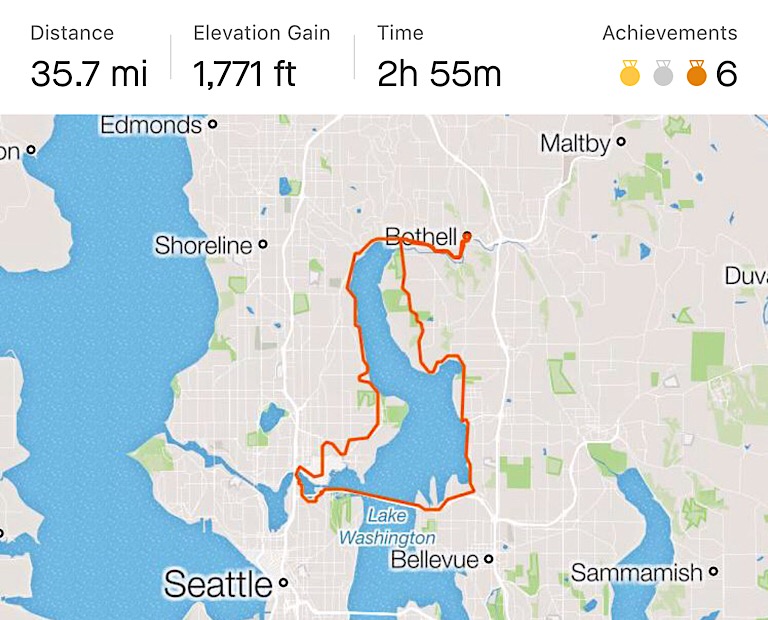 Distance
Elevation Gain
Time
Achievements
35.7 mi
1,771 ft
2h 55m
6
Edmonds
Maltby
on
Bothell
Shoreline
Duv
Lake
Washington
Bellevue
Sammamish
Seattle